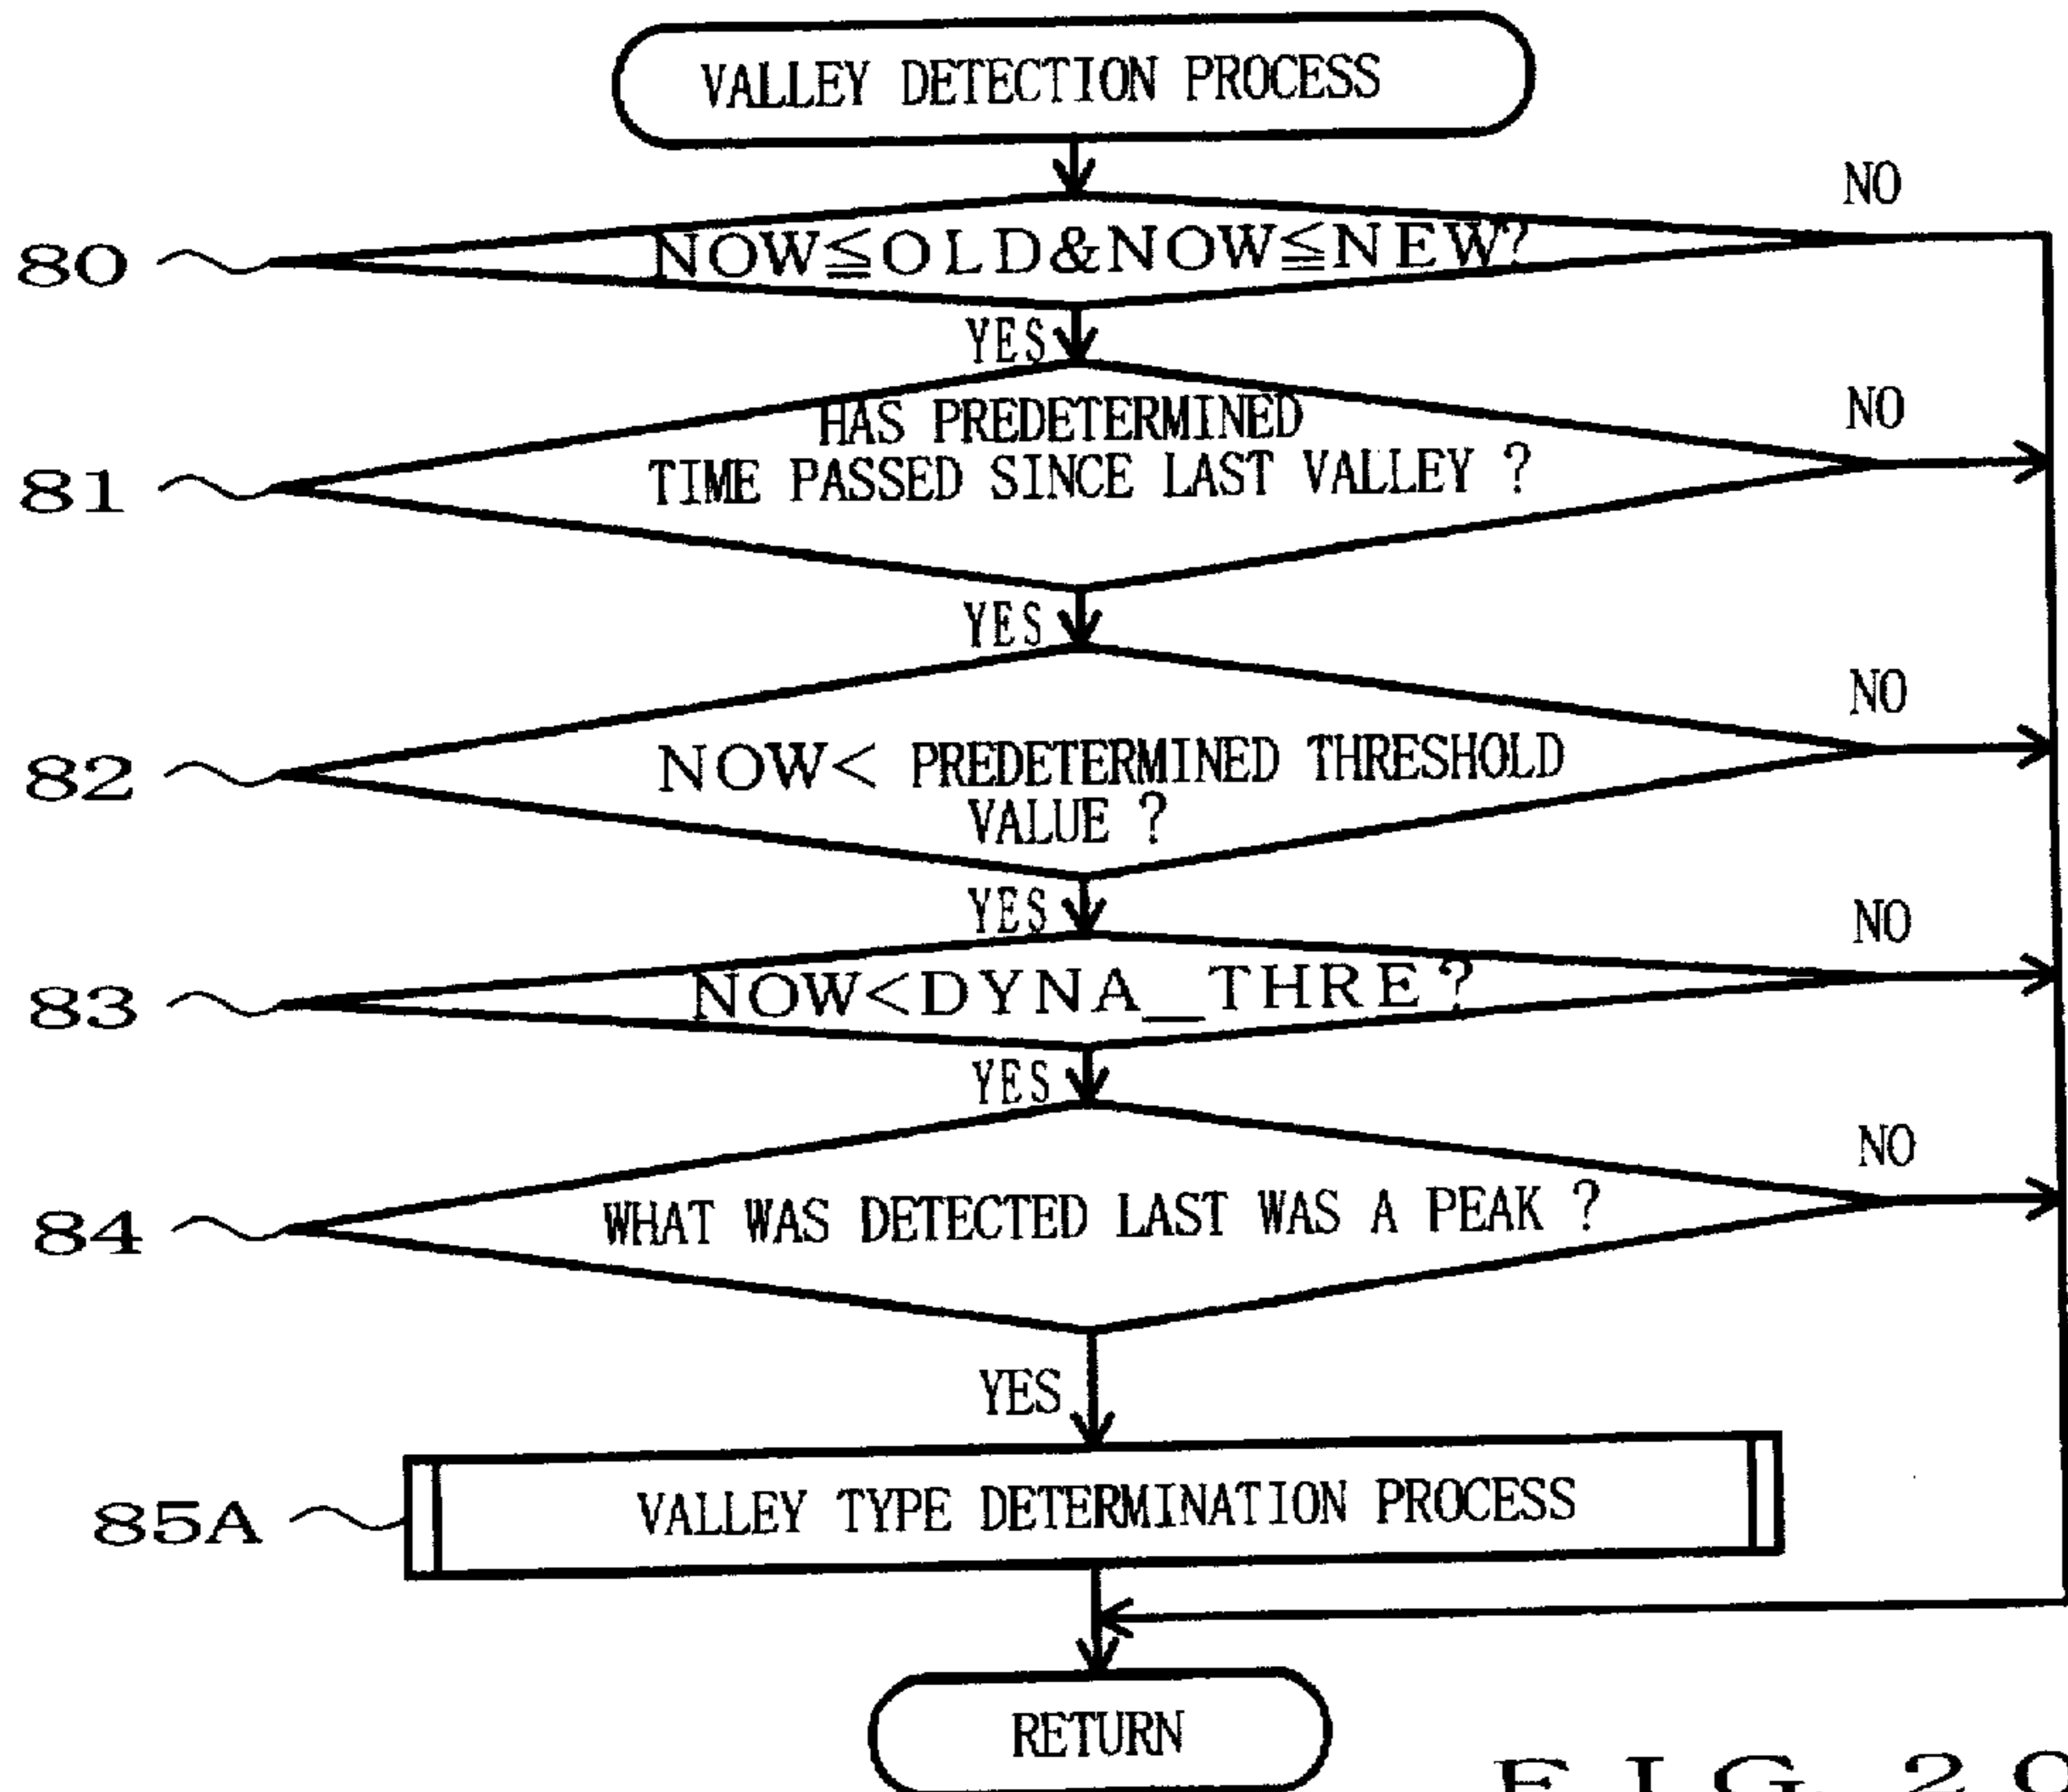 VALLEY DETECTION PROCESS
NO
80
NOW≦OLD&NOW≦NEW?
YES
NO
HAS PREDETERMINED
81
TIME PASSED SINCE LAST VALLEY ?
YES
NO
82
NOW< PREDETERMINED THRESHOLD
VALUE ?
YES
NO
83
NOW<DYNA_THRE?
YES
NO
84
WHAT WAS DETECTED LAST WAS A PEAK ?
YES
85A
VALLEY TYPE DETERMINATION PROCESS
RETURN
FIG. 20